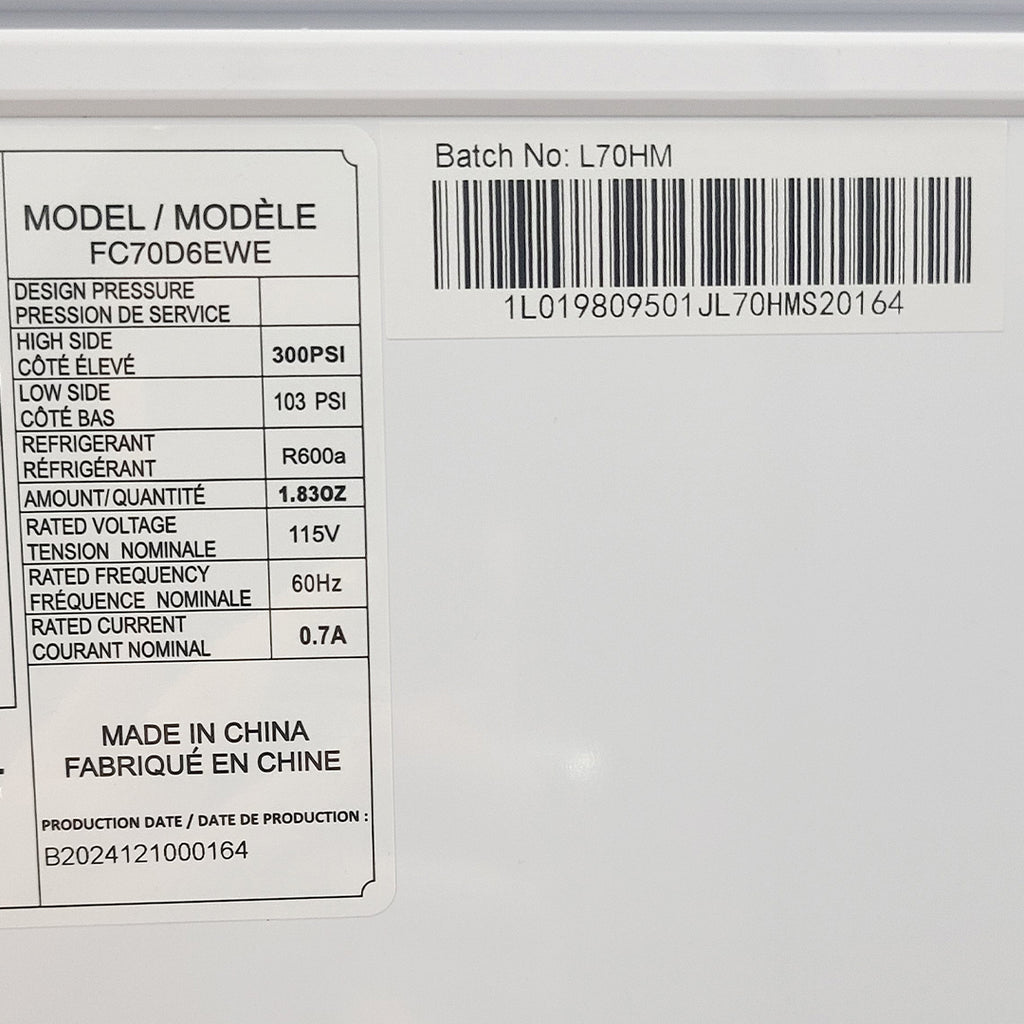 MODEL / MODÈLE
FC70D6EWE
DESIGN PRESSURE
PRESSION DE SERVICE
HIGH SIDE
CÔTÉ ÉLEVÉ
300PSI
LOW SIDE
CÔTÉ BAS
103 PSI
REFRIGERANT
RÉFRIGÉRANT
R600a
AMOUNT/QUANTITÉ
1.83OZ
RATED VOLTAGE
TENSION NOMINALE
115V
RATED FREQUENCY
FRÉQUENCE NOMINALE
60Hz
RATED CURRENT
COURANT NOMINAL
0.7A
MADE IN CHINA
FABRIQUÉ EN CHINE
PRODUCTION DATE / DATE DE PRODUCTION :
B2024121000164
Batch No: L70HM
1L019809501JL70HMS20164